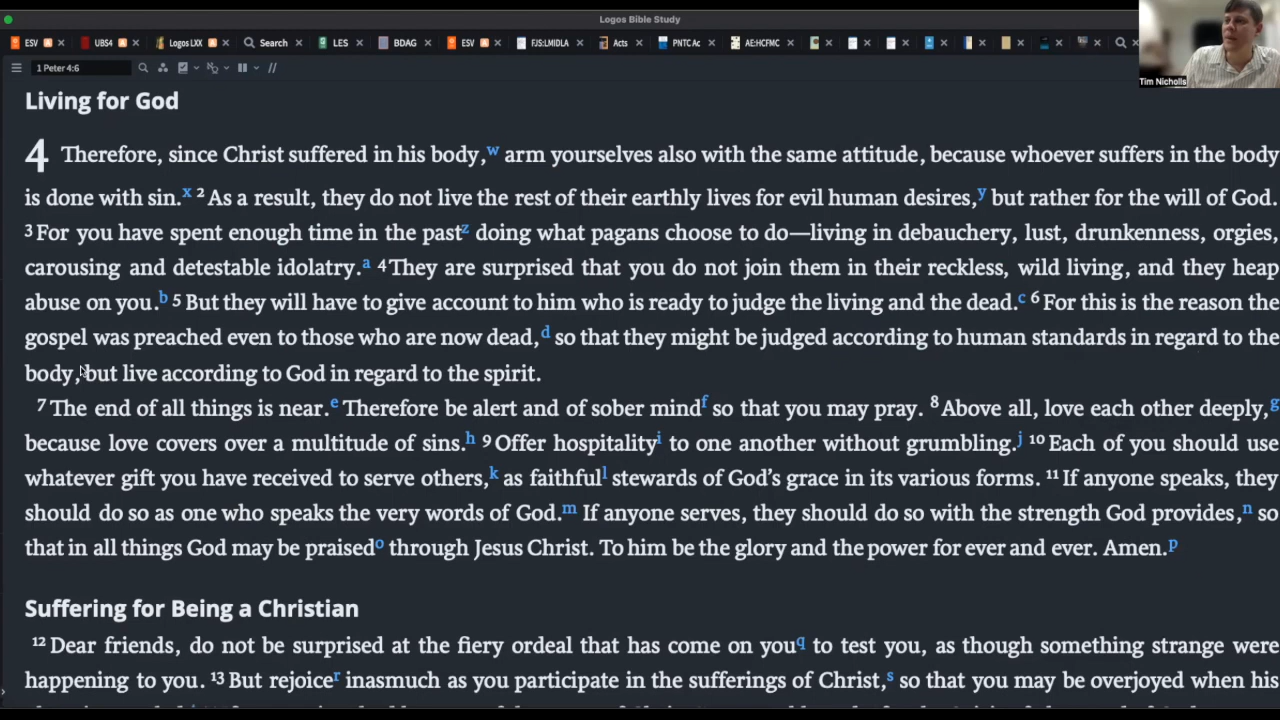 Logos Bible Study
ESV A × UBS4 A × Logos LXX A × Search × LES × BDAG × ESV A × FJS:LMIDLA × Acts × PNTC Ac × AE:HCFMC × × × × × × × × ×
Tim Nicholls
1 Peter 4:6
Living for God
4 Therefore, since Christ suffered in his body,w arm yourselves also with the same attitude, because whoever suffers in the body
is done with sin.x 2 As a result, they do not live the rest of their earthly lives for evil human desires,y but rather for the will of God.
3 For you have spent enough time in the pastz doing what pagans choose to do—living in debauchery, lust, drunkenness, orgies,
carousing and detestable idolatry.a 4 They are surprised that you do not join them in their reckless, wild living, and they heap
abuse on you.b 5 But they will have to give account to him who is ready to judge the living and the dead.c 6 For this is the reason the
gospel was preached even to those who are now dead,d so that they might be judged according to human standards in regard to the
body, but live according to God in regard to the spirit.
7 The end of all things is near.e Therefore be alert and of sober mindf so that you may pray. 8 Above all, love each other deeply,g
because love covers over a multitude of sins.h 9 Offer hospitalityi to one another without grumbling.j 10 Each of you should use
whatever gift you have received to serve others,k as faithfull stewards of God's grace in its various forms. 11 If anyone speaks, they
should do so as one who speaks the very words of God.m If anyone serves, they should do so with the strength God provides,n so
that in all things God may be praisedo through Jesus Christ. To him be the glory and the power for ever and ever. Amen.p
Suffering for Being a Christian
12 Dear friends, do not be surprised at the fiery ordeal that has come on youq to test you, as though something strange were
happening to you. 13 But rejoicer inasmuch as you participate in the sufferings of Christ,s so that you may be overjoyed when his